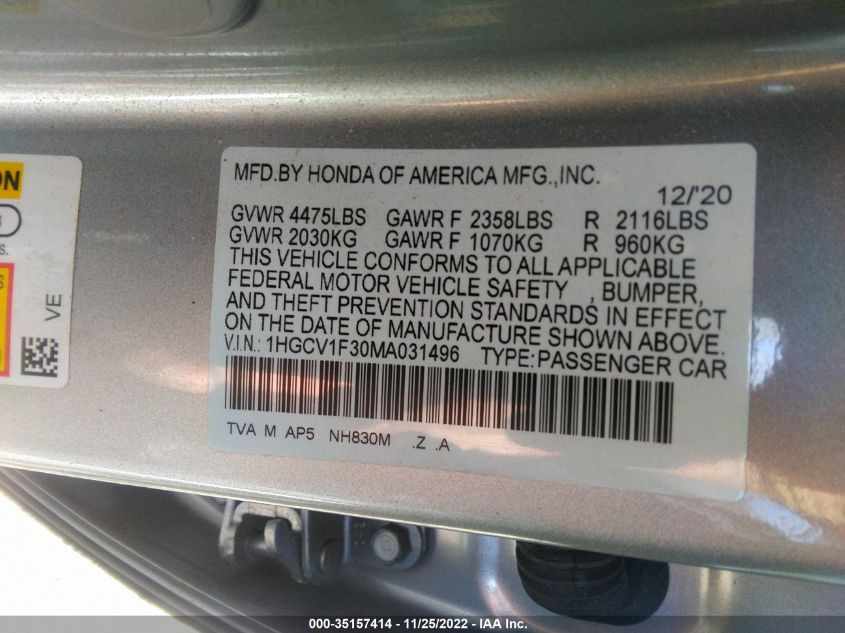 ON
S.
S
VE
MFD.BY HONDA OF AMERICA MFG.,INC.
12/'20
GVWR 4475LBS GAWR F 2358LBS R 2116LBS
GVWR 2030KG GAWR F 1070KG R 960KG
THIS VEHICLE CONFORMS TO ALL APPLICABLE
FEDERAL MOTOR VEHICLE SAFETY , BUMPER,
AND THEFT PREVENTION STANDARDS IN EFFECT
ON THE DATE OF MANUFACTURE SHOWN ABOVE.
V.I.N.: 1HGCV1F30MA031496 TYPE:PASSENGER CAR
TVA M AP5 NH830M .Z .A
000-35157414 - 11/25/2022 - IAA Inc.